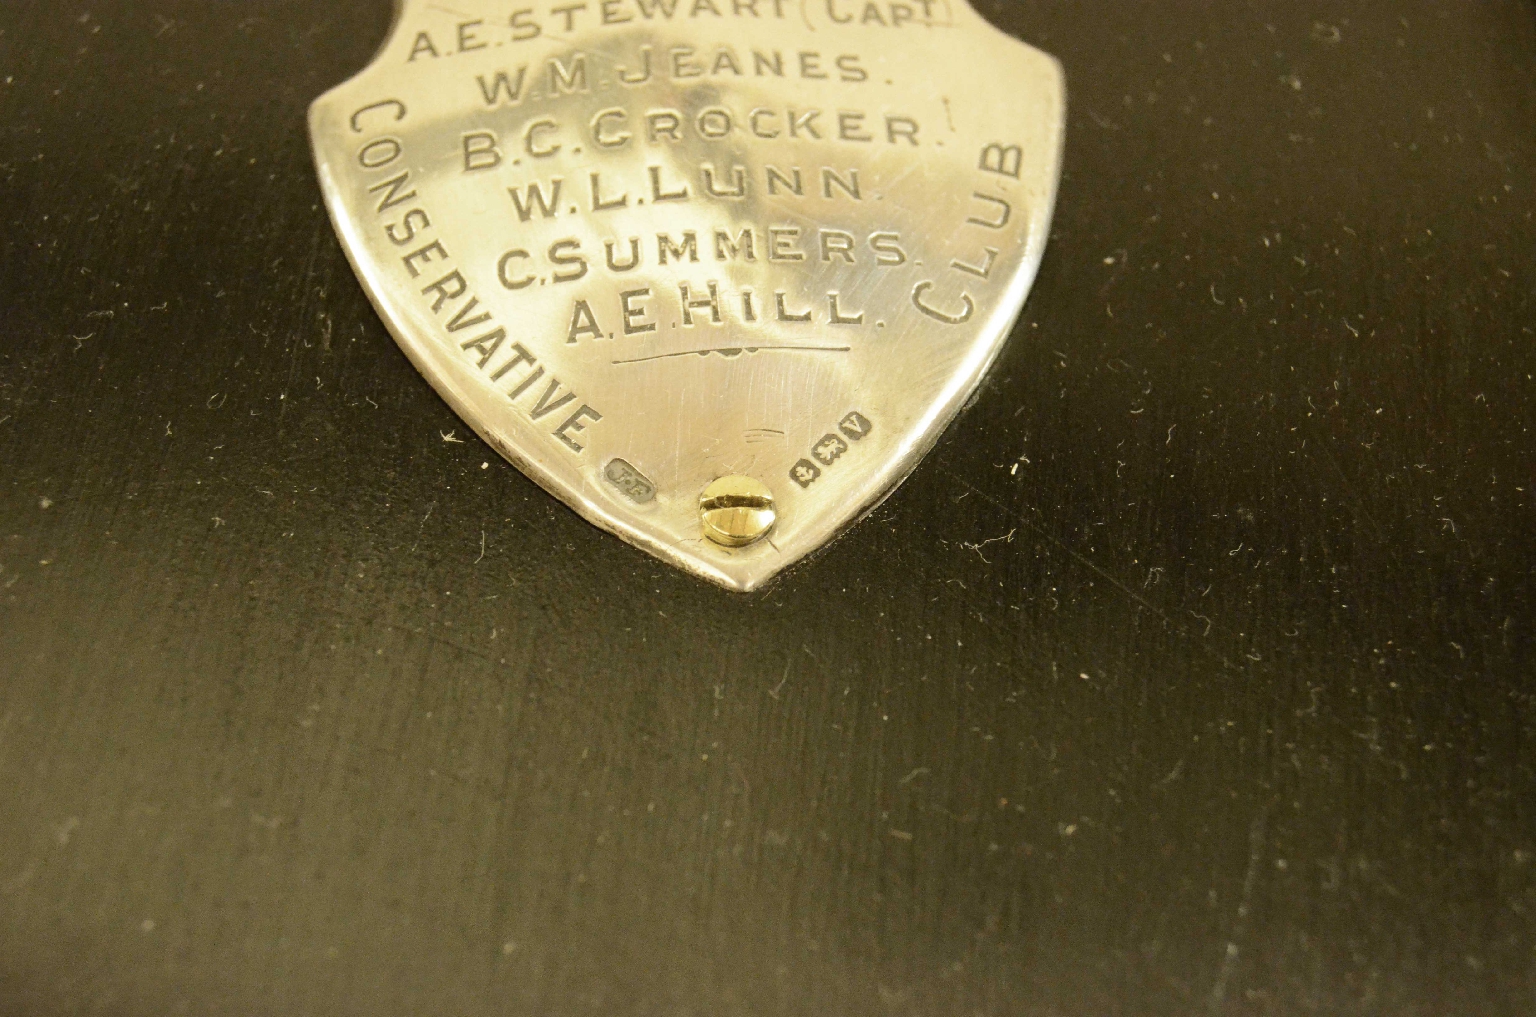 A.E.STEWART (CAPT)
W.M.JEANES.
B.C.CROCKER.
W.L.LUNN.
C.SUMMERS.
A.E.HILL.
CONSERVATIVE
CLUB
V